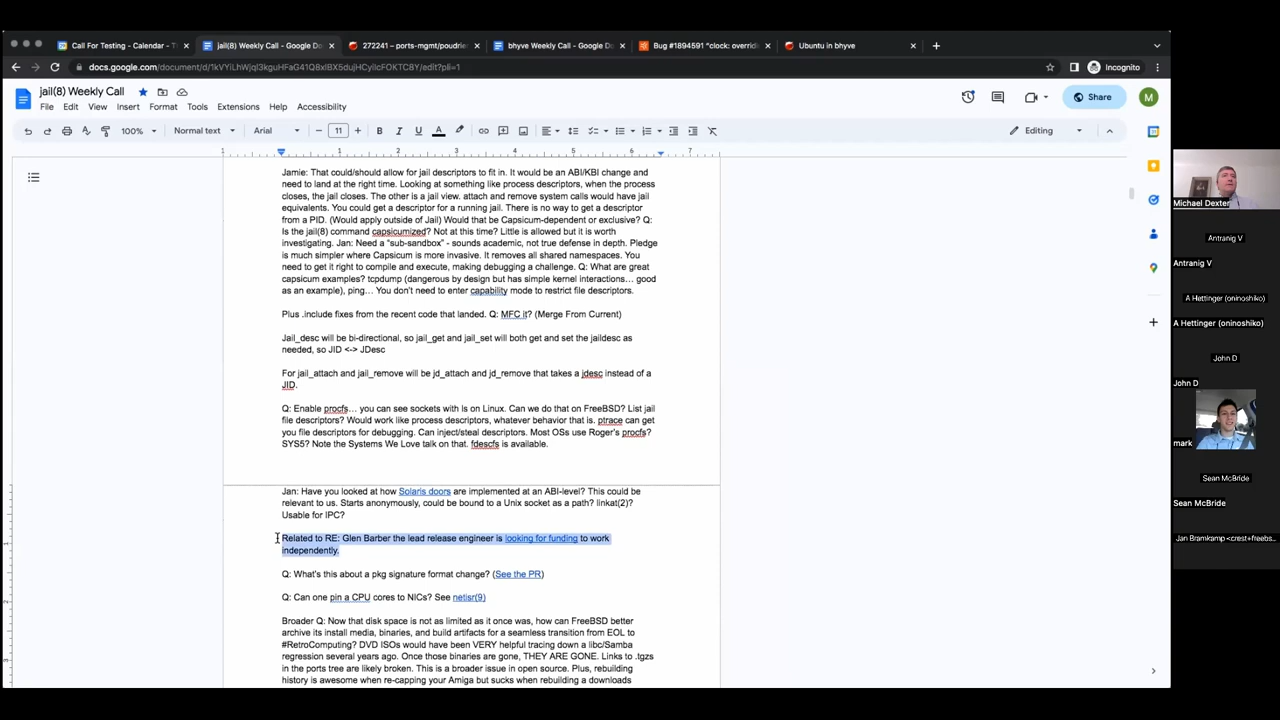 Call For Testing - Calendar - T
jail(8) Weekly Call - Google Do
272241 – ports-mgmt/poudrie
bhyve Weekly Call - Google Do
Bug #1894591 "clock: overrid
Ubuntu in bhyve
docs.google.com/document/d/
Incognito
jail(8) Weekly Call
File Edit View Insert Format Tools Extensions Help Accessibility
Share
M
100%
Normal text
Arial
11
Editing
1 1 2 3 4 5 6 7
Jamie: That could/should allow for jail descriptors to fit in. It would be an ABI/KBI change and
need to land at the right time. Looking at something like process descriptors, when the process
closes, the jail closes. The other is a jail view. attach and remove system calls would have jail
equivalents. You could get a descriptor for a running jail. There is no way to get a descriptor
from a PID. (Would apply outside of Jail) Would that be Capsicum-dependent or exclusive? Q:
Is the jail(8) command capsicumized? Not at this time? Little is allowed but it is worth
investigating. Jan: Need a "sub-sandbox" - sounds academic, not true defense in depth. Pledge
is much simpler where Capsicum is more invasive. It removes all shared namespaces. You
need to get it right to compile and execute, making debugging a challenge. Q: What are great
capsicum examples? tcpdump (dangerous by design but has simple kernel interactions… good
as an example), ping… You don't need to enter capability mode to restrict file descriptors.
Plus .include fixes from the recent code that landed. Q: MFC it? (Merge From Current)
Jail_desc will be bi-directional, so jail_get and jail_set will both get and set the jaildesc as
needed, so JID <-> JDesc
For jail_attach and jail_remove will be jd_attach and jd_remove that takes a jdesc instead of a
JID.
Q: Enable procfs… you can see sockets with ls on Linux. Can we do that on FreeBSD? List jail
file descriptors? Would work like process descriptors, whatever behavior that is. ptrace can get
you file descriptors for debugging. Can inject/steal descriptors. Most OSs use Roger's procfs?
SYS5? Note the Systems We Love talk on that. fdescfs is available.
Jan: Have you looked at how Solaris doors are implemented at an ABI-level? This could be
relevant to us. Starts anonymously, could be bound to a Unix socket as a path? linkat(2)?
Usable for IPC?
Related to RE: Glen Barber the lead release engineer is looking for funding to work
independently.
Q: What's this about a pkg signature format change? (See the PR)
Q: Can one pin a CPU cores to NICs? See netisr(9)
Broader Q: Now that disk space is not as limited as it once was, how can FreeBSD better
archive its install media, binaries, and build artifacts for a seamless transition from EOL to
#RetroComputing? DVD ISOs would have been VERY helpful tracing down a libc/Samba
regression several years ago. Once those binaries are gone, THEY ARE GONE. Links to .tgzs
in the ports tree are likely broken. This is a broader issue in open source. Plus, rebuilding
history is awesome when re-capping your Amiga but sucks when rebuilding a downloads
Michael Dexter
Antranig V
Antranig V
A Hettinger (oninoshiko)
A Hettinger (oninoshiko)
John D
John D
mark
Sean McBride
Sean McBride
Jan Bramkamp <crest+freebs...